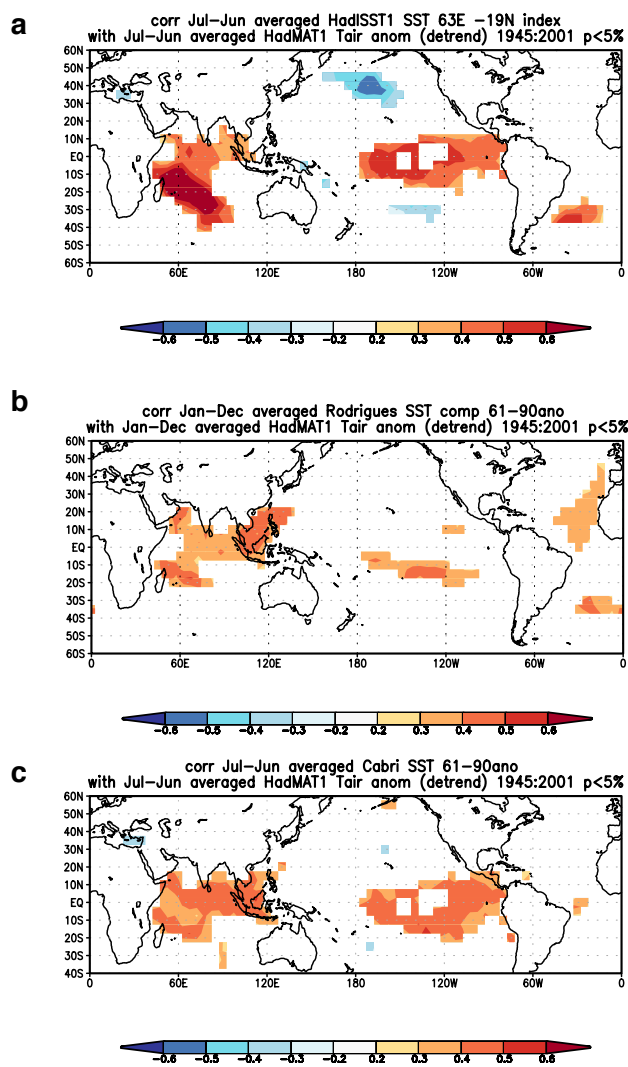 a
corr Jul-Jun averaged HadISST1 SST 63E -19N index
with Jul-Jun averaged HadMAT1 Tair anom (detrend) 1945:2001 p<5%
60N
50N
40N
30N
20N
10N
EQ
10S
20S
30S
40S
50S
60S
0 60E 120E 180 120W 60W 0
-0.6 -0.5 -0.4 -0.3 -0.2 0.2 0.3 0.4 0.5 0.6
b
corr Jan-Dec averaged Rodrigues SST comp 61-90ano
with Jan-Dec averaged HadMAT1 Tair anom (detrend) 1945:2001 p<5%
60N
50N
40N
30N
20N
10N
EQ
10S
20S
30S
40S
50S
60S
0 60E 120E 180 120W 60W 0
-0.6 -0.5 -0.4 -0.3 -0.2 0.2 0.3 0.4 0.5 0.6
c
corr Jul-Jun averaged Cabri SST 61-90ano
with Jul-Jun averaged HadMAT1 Tair anom (detrend) 1945:2001 p<5%
60N
50N
40N
30N
20N
10N
EQ
10S
20S
30S
40S
0 60E 120E 180 120W 60W 0
-0.6 -0.5 -0.4 -0.3 -0.2 0.2 0.3 0.4 0.5 0.6